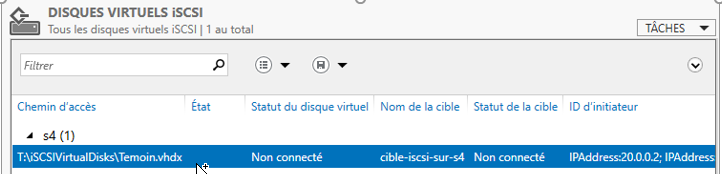 DISQUES VIRTUELS iSCSI
Tous les disques virtuels iSCSI | 1 au total
TÂCHES
Filtrer
Chemin d'accès État Statut du disque virtuel Nom de la cible Statut de la cible ID d'initiateur
s4 (1)
T:\iSCSIVirtualDisks\Temoin.vhdx Non connecté cible-iscsi-sur-s4 Non connecté IPAddress:20.0.0.2; IPAddress